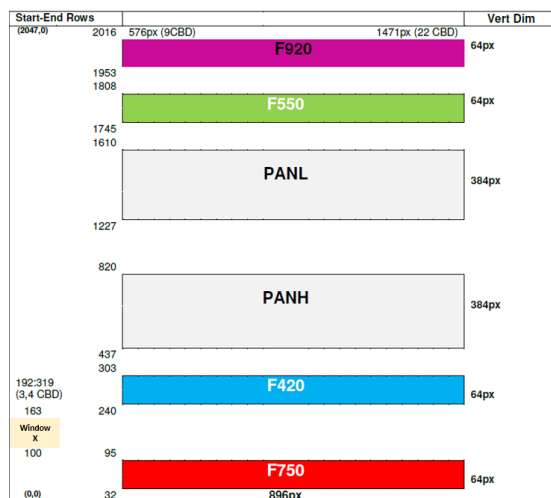 Start-End Rows Vert Dim
(2047,0) 2016 576px (9CBD) 1471px (22 CBD)
F920 64px
1953
1808
F550 64px
1745
1610
PANL
384px
1227
820
PANH
384px
437
303
192:319
(3,4 CBD)
F420
64px
163 240
Window
X
100 95
F750
64px
(0,0) 32 896px